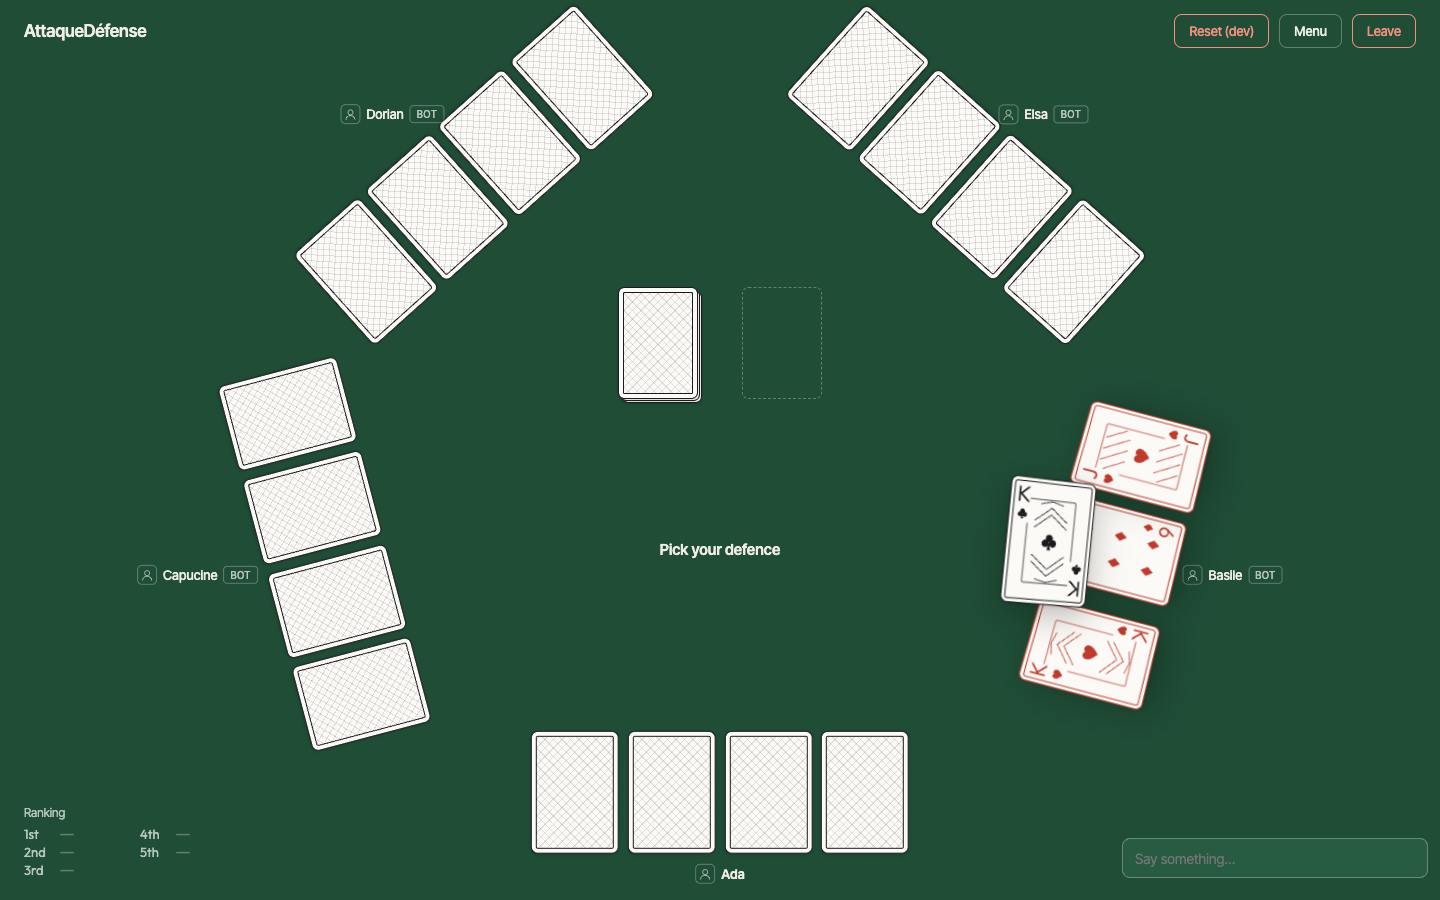 AttaqueDéfense
Reset (dev)
Menu
Leave
Dorian BOT
Elsa BOT
J
J
K
K
6
Pick your defence
Capucine BOT
Basile BOT
K
K
Ranking
1st —
2nd —
3rd —
4th —
5th —
Ada
Say something...